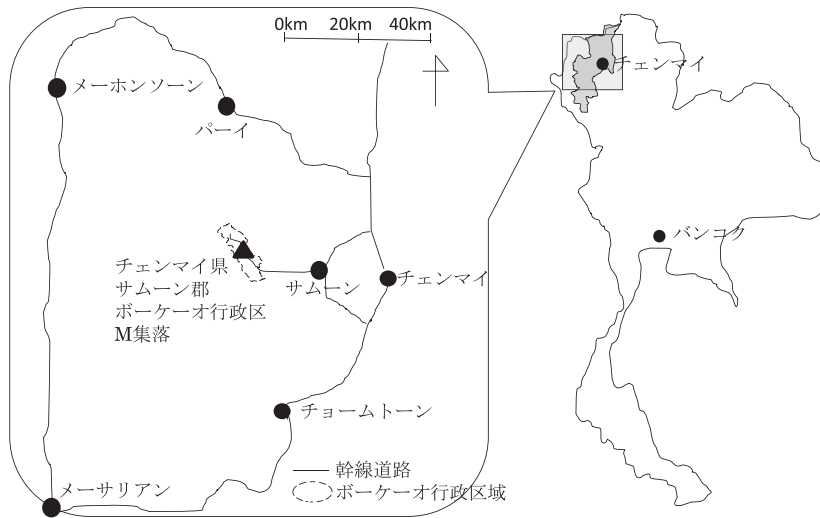 0km 20km 40km
メーホンソーン
パーイ
チェンマイ県
サムーン郡
ボーケーオ行政区
M集落
サムーン
チェンマイ
チョームトーン
幹線道路
ボーケーオ行政区域
メーサリアン
チェンマイ
バンコク